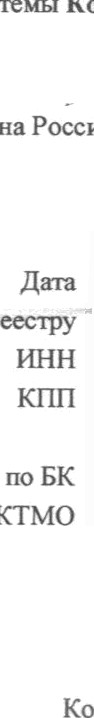 темы Ко
на Росси
Дата
еестру
ИНН
КПП
по БК
КТМО
Ко